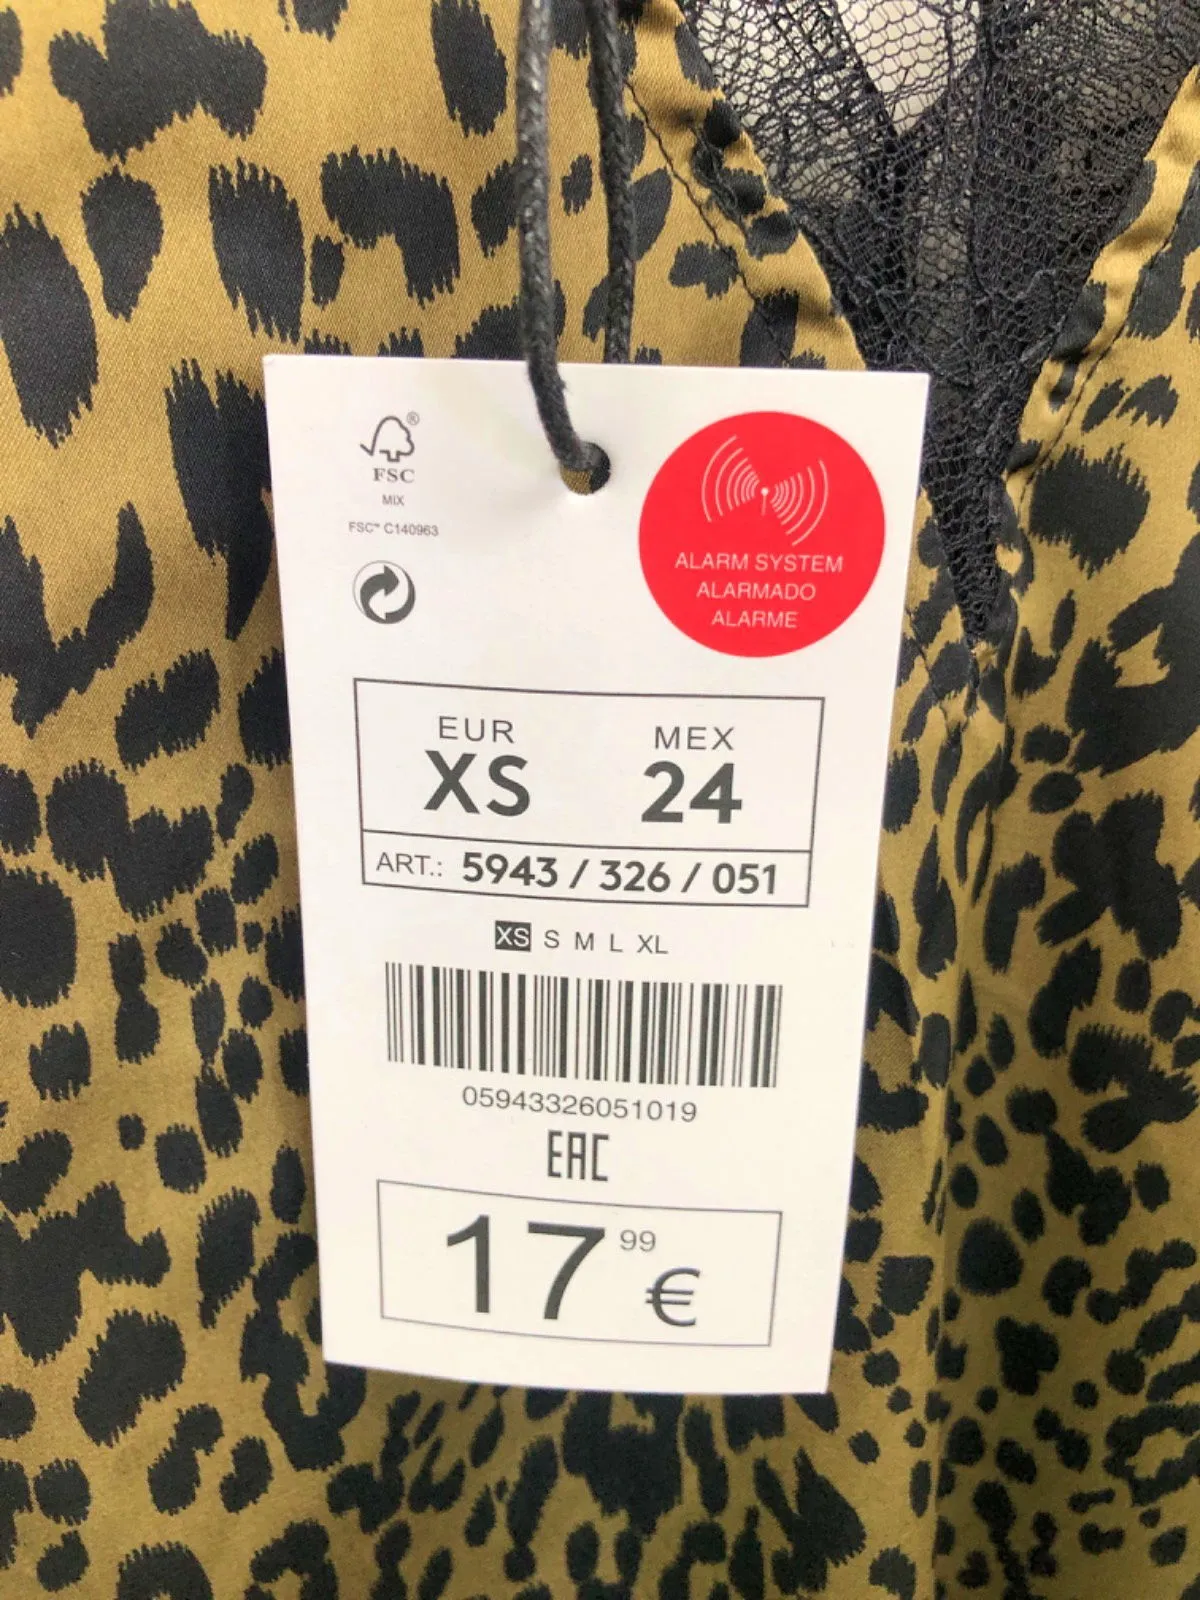 ®
FSC
MIX
FSC™ C140963
ALARM SYSTEM
ALARMADO
ALARME
EUR MEX
XS 24
ART.: 5943 / 326 / 051
XS S M L XL
05943326051019
EAC
17 99 €